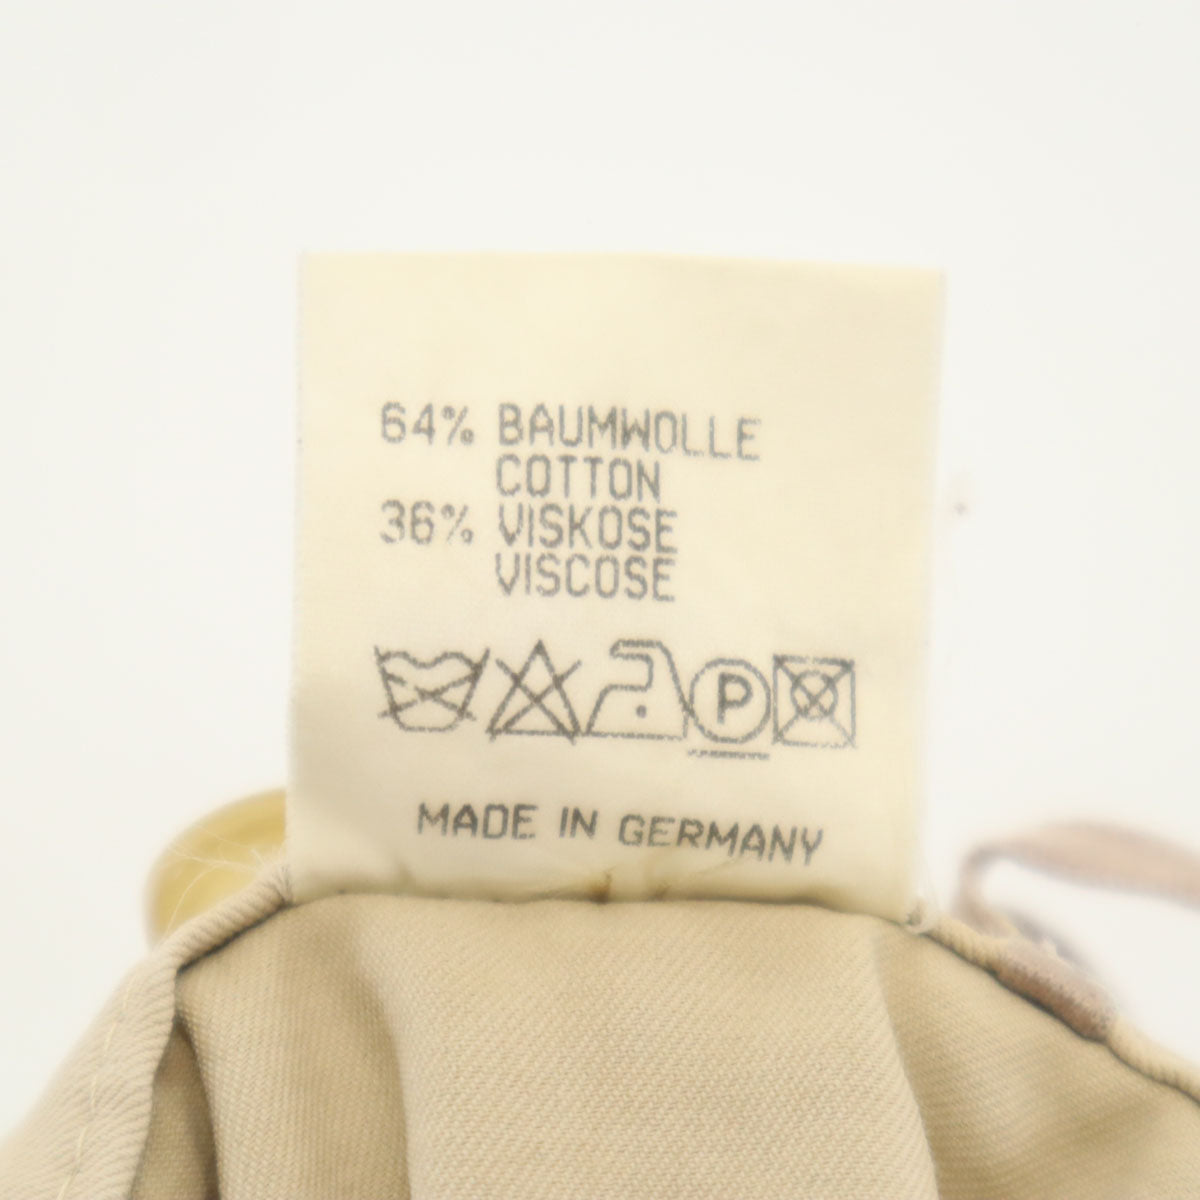 64% BAUMWOLLE
COTTON
36% VISKOSE
VISCOSE
P
MADE IN GERMANY